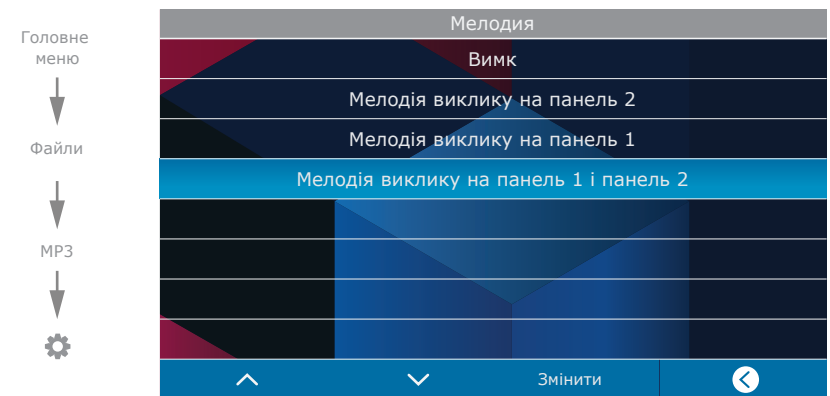 Головне
меню
Файли
MP3
Мелодия
Вимк
Мелодія виклику на панель 2
Мелодія виклику на панель 1
Мелодія виклику на панель 1 і панель 2
Змінити